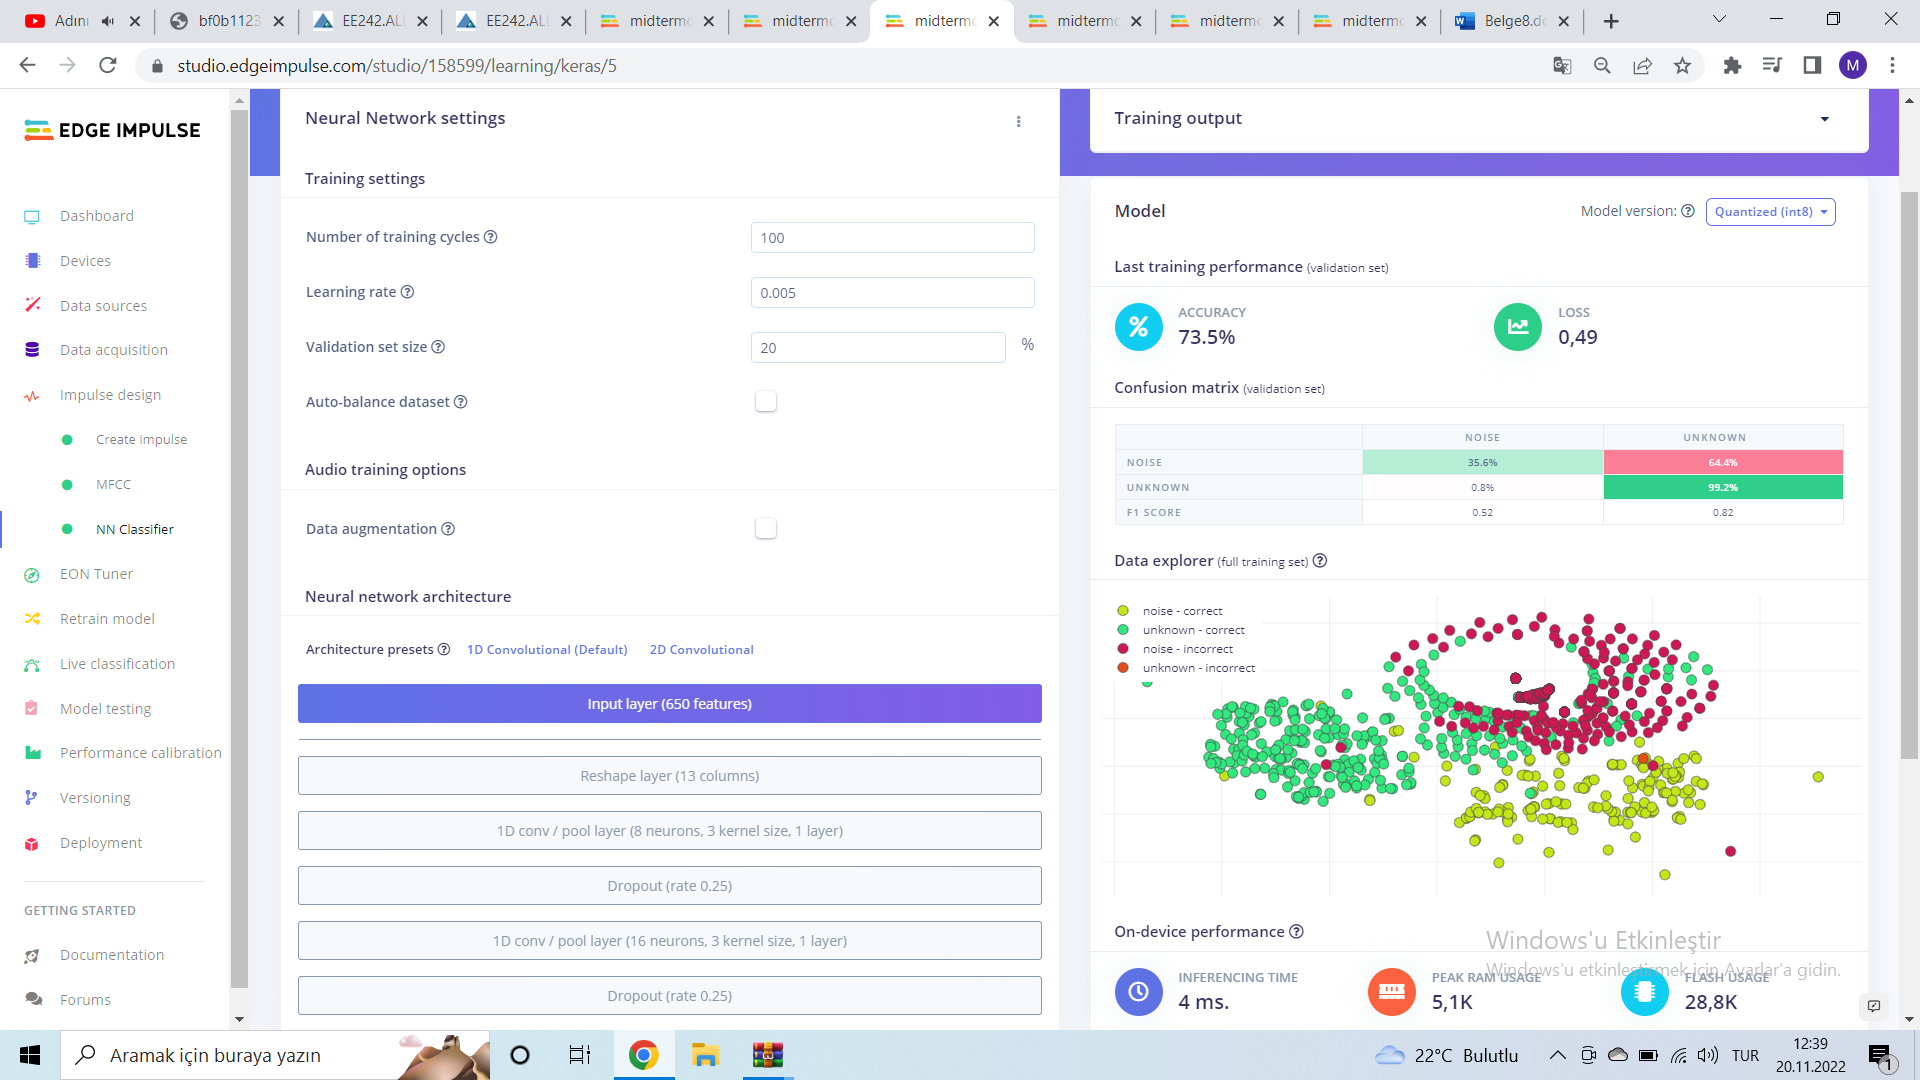 Adını
bf0b1123
EE242.ALL
EE242.ALL
midterm
midterm
midterm
midterm
midterm
midterm
Belge8.do
studio.edgeimpulse.com/studio/158599/learning/keras/5
M
EDGE IMPULSE
Dashboard
Devices
Data sources
Data acquisition
Impulse design
Create impulse
MFCC
NN Classifier
EON Tuner
Retrain model
Live classification
Model testing
Performance calibration
Versioning
Deployment
GETTING STARTED
Documentation
Forums
Neural Network settings
Training settings
Number of training cycles ?
100
Learning rate ?
0.005
Validation set size ?
20
%
Auto-balance dataset ?
Audio training options
Data augmentation ?
Neural network architecture
Architecture presets ? 1D Convolutional (Default) 2D Convolutional
Input layer (650 features)
Reshape layer (13 columns)
1D conv / pool layer (8 neurons, 3 kernel size, 1 layer)
Dropout (rate 0.25)
1D conv / pool layer (16 neurons, 3 kernel size, 1 layer)
Dropout (rate 0.25)
Training output
Model
Model version: ? Quantized (int8)
Last training performance (validation set)
% ACCURACY
73.5%
LOSS
0,49
Confusion matrix (validation set)
NOISE UNKNOWN
NOISE 35.6% 64.4%
UNKNOWN 0.8% 99.2%
F1 SCORE 0.52 0.82
Data explorer (full training set) ?
noise - correct
unknown - correct
noise - incorrect
unknown - incorrect
On-device performance ?
INFERENCING TIME
4 ms.
PEAK RAM USAGE
5,1K
FLASH USAGE
28,8K
Windows'u Etkinleştir
Windows'u etkinleştirmek için Ayarlar'a gidin.
Aramak için buraya yazın
22°C Bulutlu
TUR
12:39
20.11.2022
1